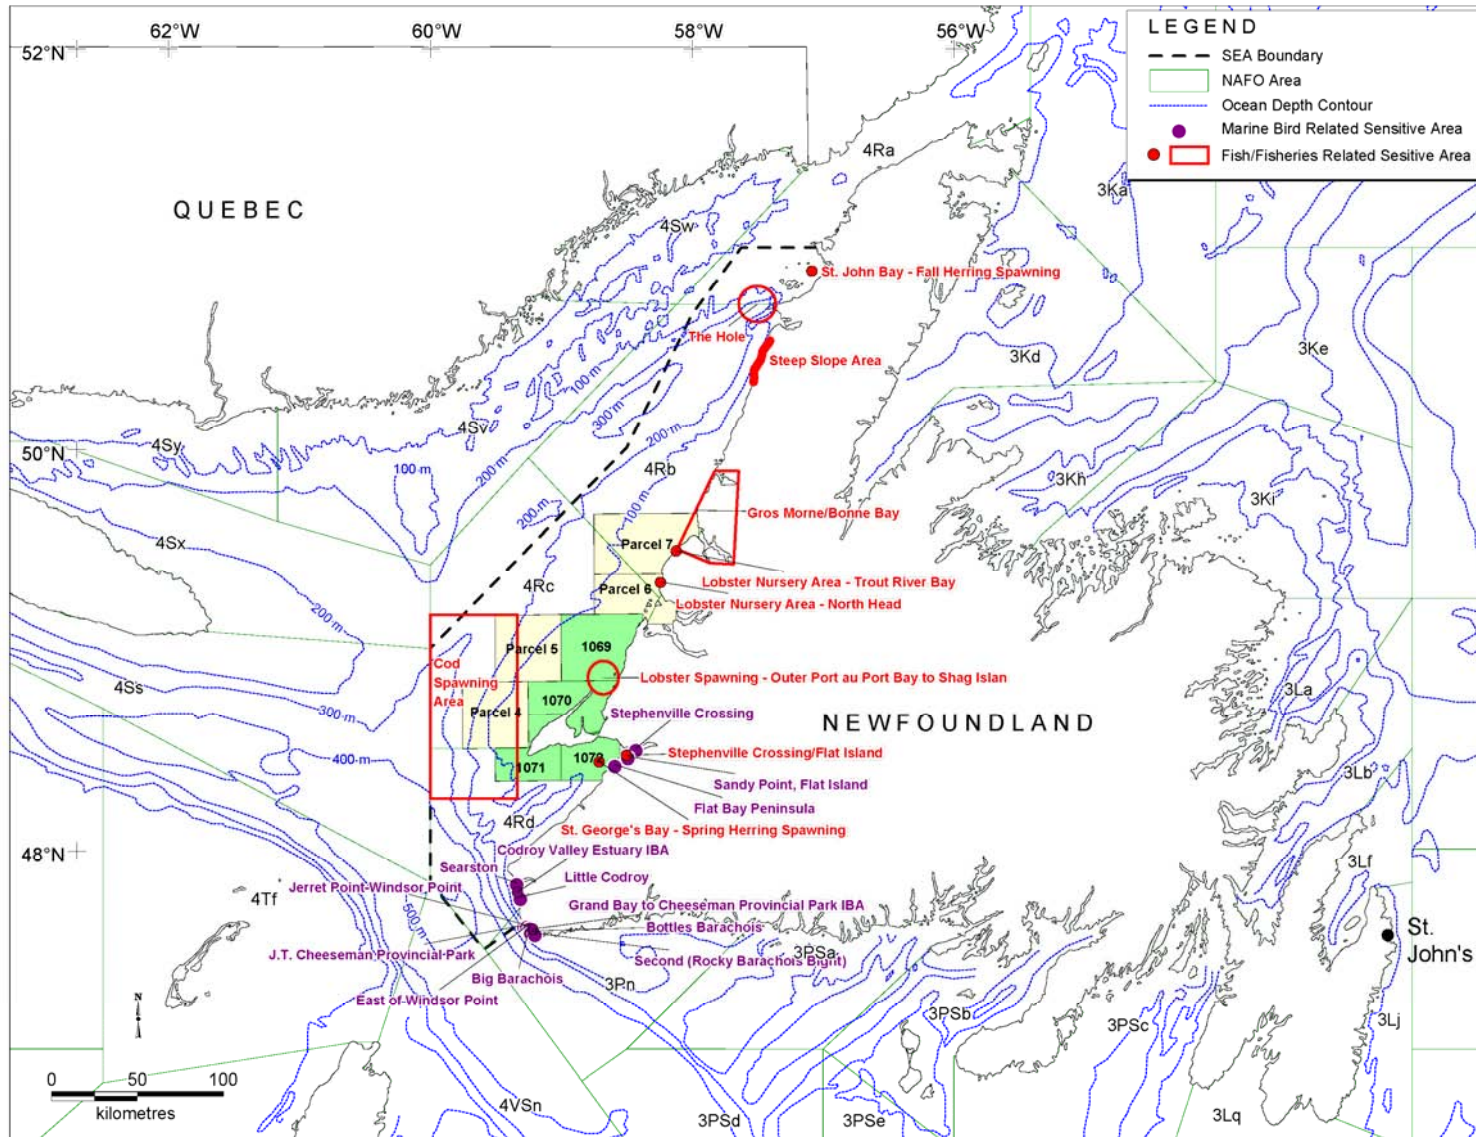 62°W
60°W
58°W
56°W
52°N
LEGEND
SEA Boundary
NAFO Area
Ocean Depth Contour
Marine Bird Related Sensitive Area
Fish/Fisheries Related Sesitive Area
4Ra
3Ka
QUEBEC
4Sw
St. John Bay - Fall Herring Spawning
The Hole
Steep Slope Area
3Kd
3Ke
100 m
300 m
200 m
4Sv
4Sy
50°N
100 m
200 m
4Rb
100 m
200 m
3Kh
3Ki
Gros Morne/Bonne Bay
4Sx
Parcel 7
4Rc
Parcel 6
Lobster Nursery Area - Trout River Bay
Lobster Nursery Area - North Head
200 m
Parcel 5
1069
Cod
Spawning
Area
Lobster Spawning - Outer Port au Port Bay to Shag Islan
4Ss
300 m
1070
Parcel 4
Stephenville Crossing
NEWFOUNDLAND
3La
400 m
1071
1072
Stephenville Crossing/Flat Island
3Lb
Sandy Point, Flat Island
Flat Bay Peninsula
4Rd
St. George's Bay - Spring Herring Spawning
48°N
Codroy Valley Estuary IBA
Searston
Little Codroy
3Lf
Jerret Point-Windsor Point
4Tf
Grand Bay to Cheeseman Provincial Park IBA
500 m
Bottles Barachois
St.
John's
J.T. Cheeseman Provincial Park
3PSa
Second (Rocky Barachois Bight)
Big Barachois
3Pn
East of Windsor Point
N
3PSb
3PSc
3Lj
0 50 100
kilometres
4VSn
3PSd
3PSe
3Lq